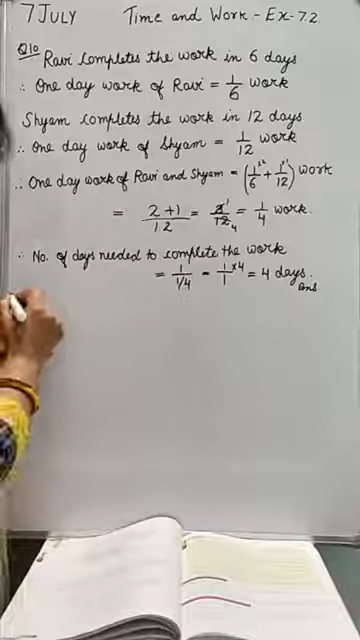 7 JULY Time and Work - Ex-7.2
Q10 Ravi completes the work in 6 days
∴ One day work of Ravi = 1/6 work
Shyam completes the work in 12 days
∴ One day work of Shyam = 1/12 work
∴ One day work of Ravi and Shyam = (1/6 + 1/12) work
= 2+1/12 = 3/12 = 1/4 work.
∴ No. of days needed to complete the work
= 1/1/4 = 1/1 × 4 = 4 days.
Ans